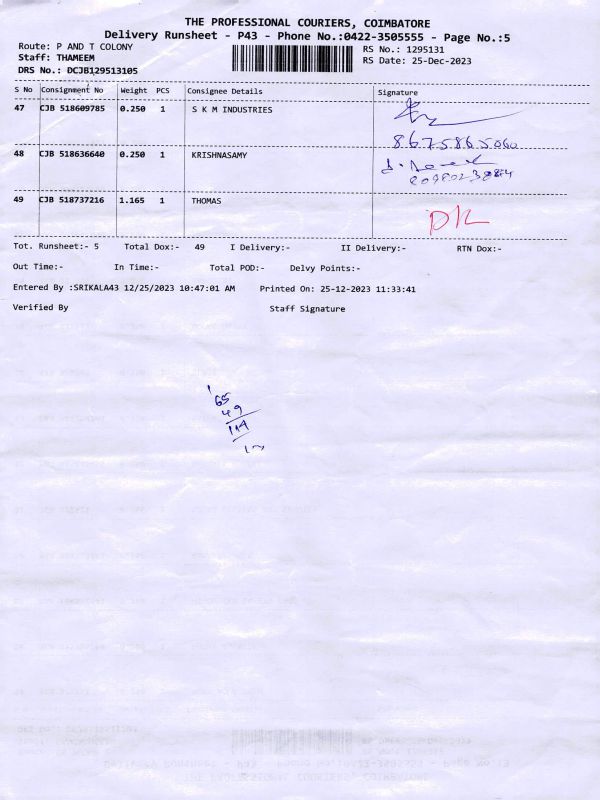 THE PROFESSIONAL COURIERS, COIMBATORE
Delivery Runsheet - P43 - Phone No.:0422-3505555 - Page No.:5
Route: P AND T COLONY
RS No.: 1295131
Staff: THAMEEM
RS Date: 25-Dec-2023
DRS No.: DCJB129513105
S No Consignment No Weight PCS Consignee Details Signature
47 CJB 518609785 0.250 1 S K M INDUSTRIES
8675865060
48 CJB 518636640 0.250 1 KRISHNASAMY
49 CJB 518737216 1.165 1 THOMAS
Tot. Runsheet:- 5 Total Dox:- 49 I Delivery:- II Delivery:- RTN Dox:-
Out Time:- In Time:- Total POD:- Delvy Points:-
Entered By :SRIKALA43 12/25/2023 10:47:01 AM Printed On: 25-12-2023 11:33:41
Verified By Staff Signature
65
49
114